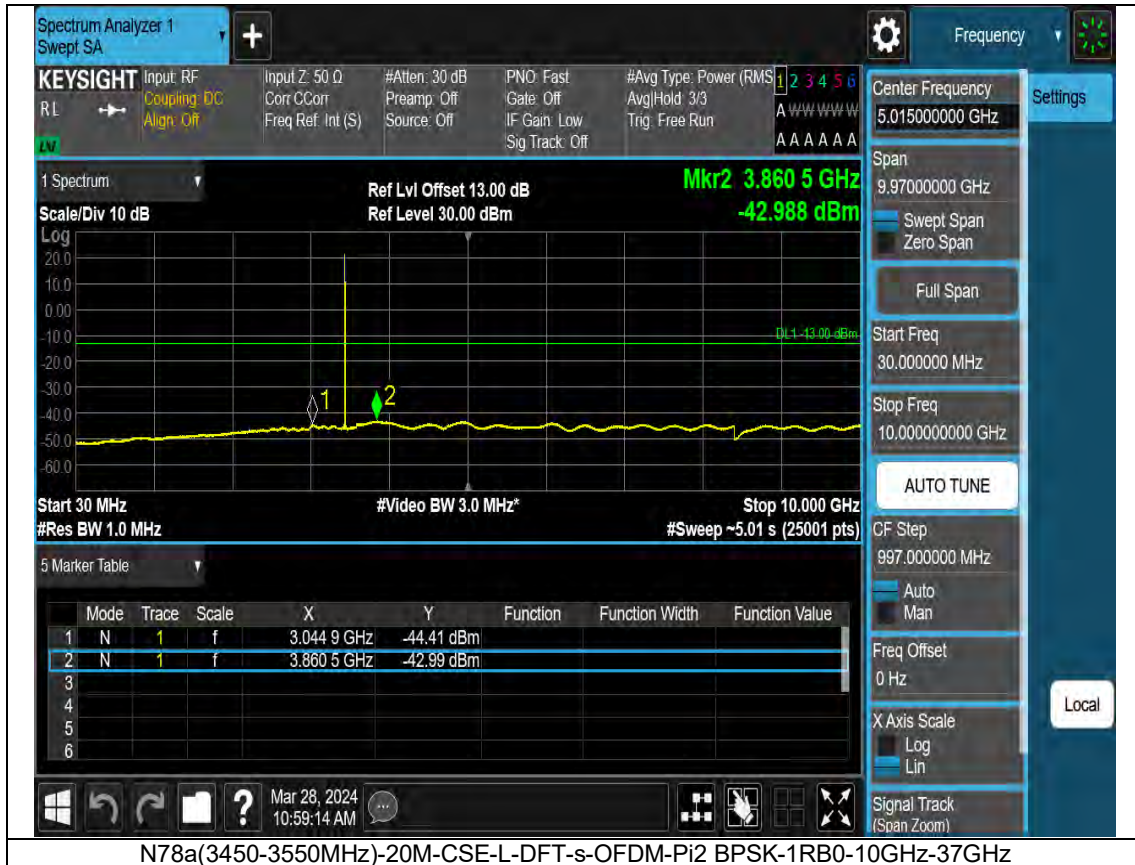 Spectrum Analyzer 1
Swept SA
+
Frequency
KEYSIGHT
RL
Input: RF
Coupling: DC
Align: Off
Input Z: 50 Ω
Corr CCorr
Freq Ref: Int (S)
#Atten: 30 dB
Preamp: Off
Source: Off
PNO: Fast
Gate: Off
IF Gain: Low
Sig Track: Off
#Avg Type: Power (RMS
Avg|Hold: 3/3
Trig: Free Run
1 2 3 4 5 6
A W W W W W
A A A A A A
Center Frequency
5.015000000 GHz
Settings
1 Spectrum
Ref Lvl Offset 13.00 dB
Mkr2 3.860 5 GHz
Scale/Div 10 dB
Ref Level 30.00 dBm
-42.988 dBm
Span
9.97000000 GHz
Swept Span
Zero Span
Log
20.0
10.0
0.00
-10.0
-20.0
-30.0
-40.0
-50.0
-60.0
DL1 -13.00 dBm
1
2
Full Span
Start Freq
30.000000 MHz
Stop Freq
10.000000000 GHz
AUTO TUNE
Start 30 MHz
#Video BW 3.0 MHz*
Stop 10.000 GHz
#Res BW 1.0 MHz
#Sweep ~5.01 s (25001 pts)
CF Step
997.000000 MHz
Auto
Man
5 Marker Table
Mode Trace Scale X Y Function Function Width Function Value
1 N 1 f 3.044 9 GHz -44.41 dBm
2 N 1 f 3.860 5 GHz -42.99 dBm
3
4
5
6
Freq Offset
0 Hz
Local
X Axis Scale
Log
Lin
Signal Track
(Span Zoom)
?
Mar 28, 2024
10:59:14 AM
N78a(3450-3550MHz)-20M-CSE-L-DFT-s-OFDM-Pi2 BPSK-1RB0-10GHz-37GHz